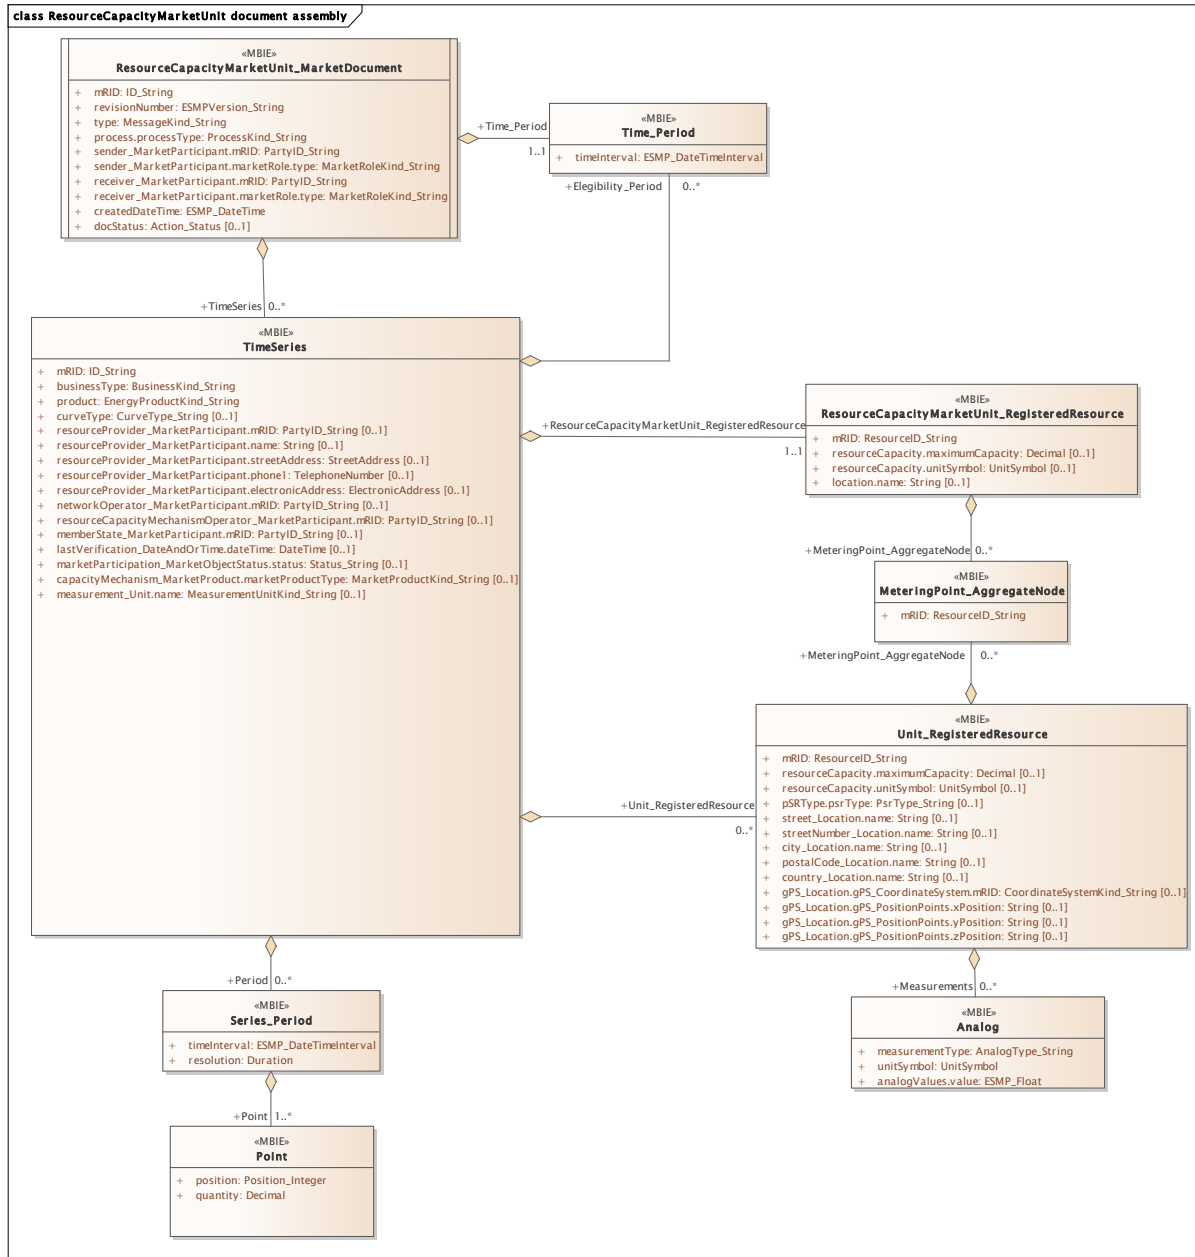 class ResourceCapacityMarketUnit document assembly
«MBIE»
ResourceCapacityMarketUnit_MarketDocument
+ mRID: ID_String
+ revisionNumber: ESMPVersion_String
+ type: MessageKind_String
+ process.processType: ProcessKind_String
+ sender_MarketParticipant.mRID: PartyID_String
+ sender_MarketParticipant.marketRole.type: MarketRoleKind_String
+ receiver_MarketParticipant.mRID: PartyID_String
+ receiver_MarketParticipant.marketRole.type: MarketRoleKind_String
+ createdDateTime: ESMP_DateTime
+ docStatus: Action_Status [0..1]
+Time_Period
1..1
«MBIE»
Time_Period
+ timeInterval: ESMP_DateTimeInterval
+Elegibility_Period 0..*
+TimeSeries 0..*
«MBIE»
TimeSeries
+ mRID: ID_String
+ businessType: BusinessKind_String
+ product: EnergyProductKind_String
+ curveType: CurveType_String [0..1]
+ resourceProvider_MarketParticipant.mRID: PartyID_String [0..1]
+ resourceProvider_MarketParticipant.name: String [0..1]
+ resourceProvider_MarketParticipant.streetAddress: StreetAddress [0..1]
+ resourceProvider_MarketParticipant.phone1: TelephoneNumber [0..1]
+ resourceProvider_MarketParticipant.electronicAddress: ElectronicAddress [0..1]
+ networkOperator_MarketParticipant.mRID: PartyID_String [0..1]
+ resourceCapacityMechanismOperator_MarketParticipant.mRID: PartyID_String [0..1]
+ memberState_MarketParticipant.mRID: PartyID_String [0..1]
+ lastVerification_DateAndOrTime.dateTime: DateTime [0..1]
+ marketParticipation_MarketObjectStatus.status: Status_String [0..1]
+ capacityMechanism_MarketProduct.marketProductType: MarketProductKind_String [0..1]
+ measurement_Unit.name: MeasurementUnitKind_String [0..1]
+ResourceCapacityMarketUnit_RegisteredResource
1..1
«MBIE»
ResourceCapacityMarketUnit_RegisteredResource
+ mRID: ResourceID_String
+ resourceCapacity.maximumCapacity: Decimal [0..1]
+ resourceCapacity.unitSymbol: UnitSymbol [0..1]
+ location.name: String [0..1]
+MeteringPoint_AggregateNode 0..*
«MBIE»
MeteringPoint_AggregateNode
+ mRID: ResourceID_String
+MeteringPoint_AggregateNode 0..*
«MBIE»
Unit_RegisteredResource
+ mRID: ResourceID_String
+ resourceCapacity.maximumCapacity: Decimal [0..1]
+ resourceCapacity.unitSymbol: UnitSymbol [0..1]
+ pSRType.psrType: PsrType_String [0..1]
+ street_Location.name: String [0..1]
+ streetNumber_Location.name: String [0..1]
+ city_Location.name: String [0..1]
+ postalCode_Location.name: String [0..1]
+ country_Location.name: String [0..1]
+ gPS_Location.gPS_CoordinateSystem.mRID: CoordinateSystemKind_String [0..1]
+ gPS_Location.gPS_PositionPoints.xPosition: String [0..1]
+ gPS_Location.gPS_PositionPoints.yPosition: String [0..1]
+ gPS_Location.gPS_PositionPoints.zPosition: String [0..1]
+Unit_RegisteredResource
0..*
+Measurements 0..*
«MBIE»
Analog
+ measurementType: AnalogType_String
+ unitSymbol: UnitSymbol
+ analogValues.value: ESMP_Float
+Period 0..*
«MBIE»
Series_Period
+ timeInterval: ESMP_DateTimeInterval
+ resolution: Duration
+Point 1..*
«MBIE»
Point
+ position: Position_Integer
+ quantity: Decimal